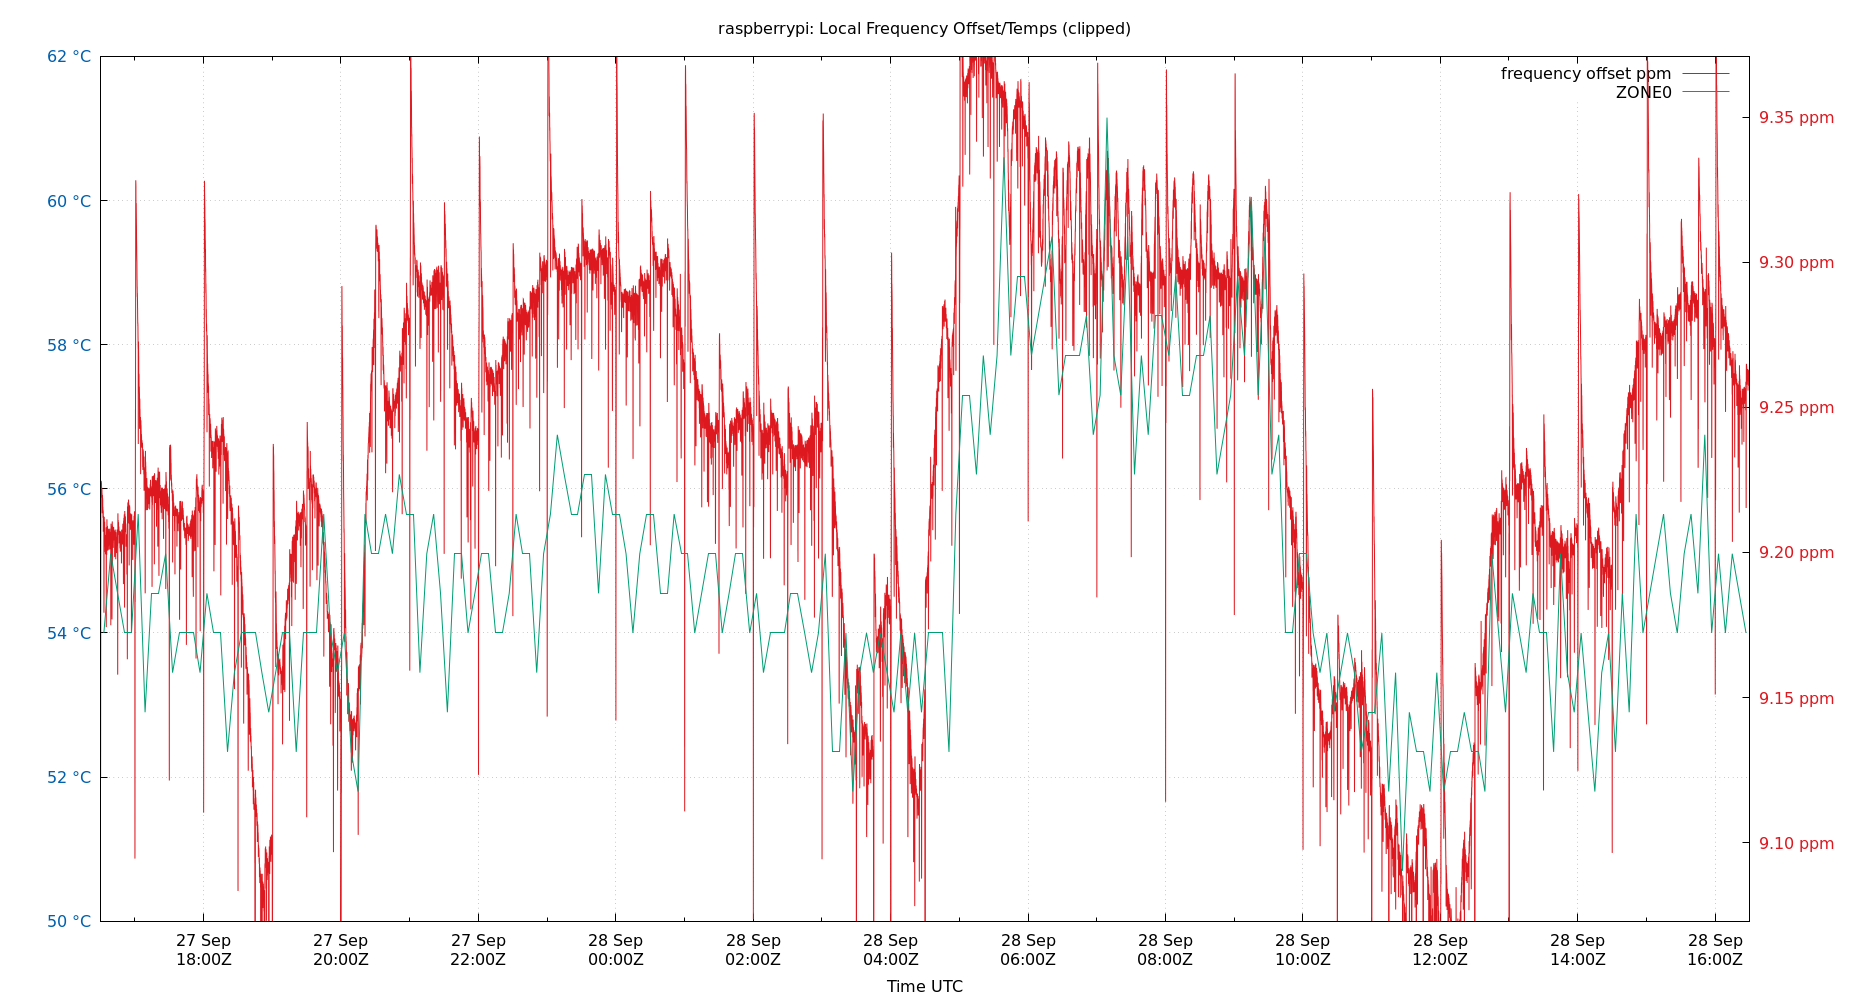 raspberrypi: Local Frequency Offset/Temps (clipped)
62 °C
60 °C
58 °C
56 °C
54 °C
52 °C
50 °C
frequency offset ppm
ZONE0
9.35 ppm
9.30 ppm
9.25 ppm
9.20 ppm
9.15 ppm
9.10 ppm
27 Sep 27 Sep 27 Sep 28 Sep 28 Sep 28 Sep 28 Sep 28 Sep 28 Sep 28 Sep 28 Sep 28 Sep
18:00Z 20:00Z 22:00Z 00:00Z 02:00Z 04:00Z 06:00Z 08:00Z 10:00Z 12:00Z 14:00Z 16:00Z
Time UTC